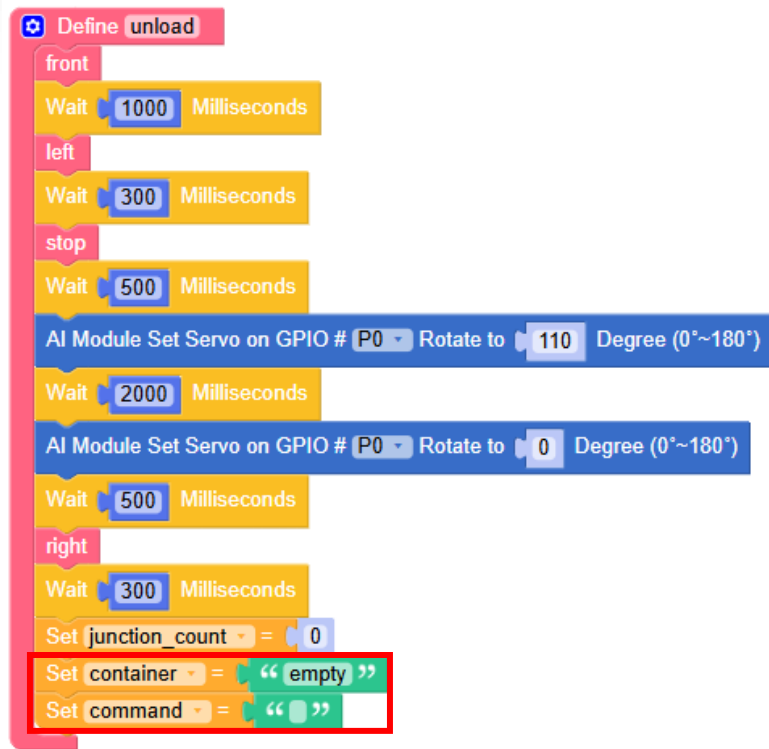 Define unload
front
Wait 1000 Milliseconds
left
Wait 300 Milliseconds
stop
Wait 500 Milliseconds
AI Module Set Servo on GPIO # P0 Rotate to 110 Degree (0°~180°)
Wait 2000 Milliseconds
AI Module Set Servo on GPIO # P0 Rotate to 0 Degree (0°~180°)
Wait 500 Milliseconds
right
Wait 300 Milliseconds
Set junction_count = 0
Set container = “ empty ”
Set command = “ ”